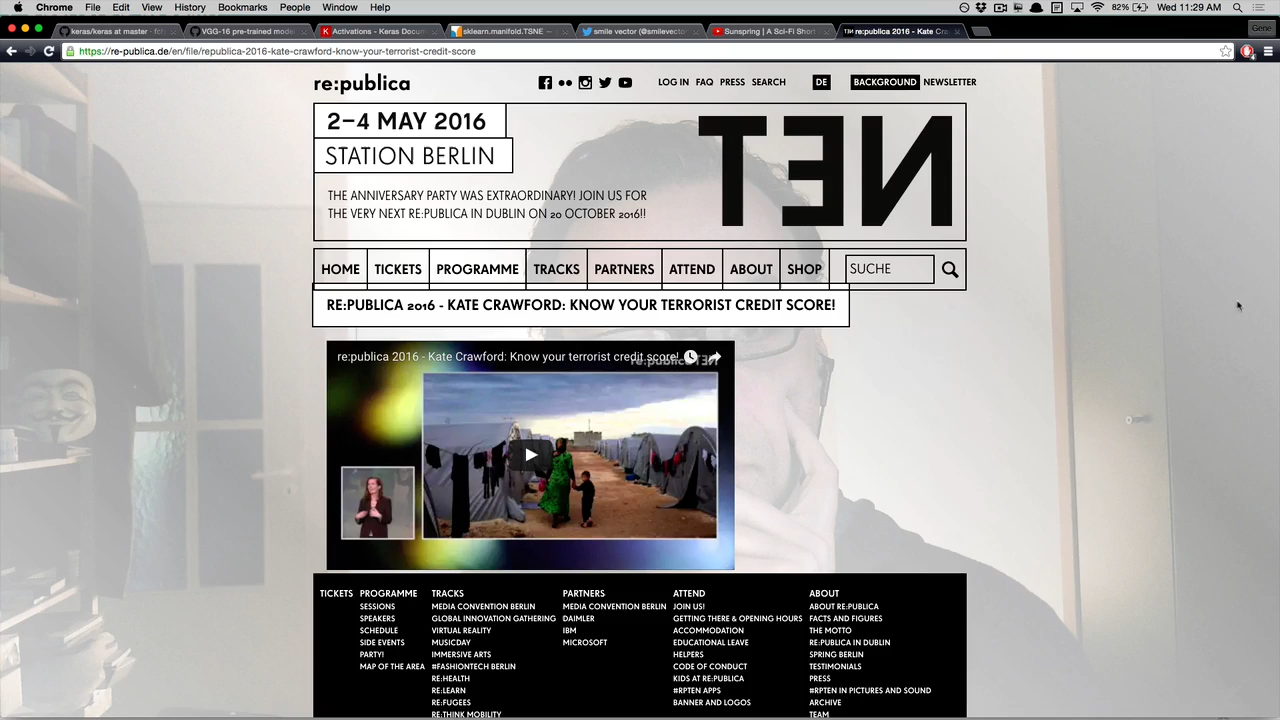 Chrome File Edit View History Bookmarks People Window Help 82% Wed 11:29 AM
keras/keras at master · fch VGG-16 pre-trained model Activations - Keras Docum sklearn.manifold.TSNE — smile vector (@smilevector Sunspring | A Sci-Fi Short re:publica 2016 - Kate Cra Gene
https://re-publica.de/en/file/republica-2016-kate-crawford-know-your-terrorist-credit-score
re:publica LOG IN FAQ PRESS SEARCH DE BACKGROUND NEWSLETTER
2–4 MAY 2016
STATION BERLIN
TEN
THE ANNIVERSARY PARTY WAS EXTRAORDINARY! JOIN US FOR
THE VERY NEXT RE:PUBLICA IN DUBLIN ON 20 OCTOBER 2016!!
HOME TICKETS PROGRAMME TRACKS PARTNERS ATTEND ABOUT SHOP SUCHE
RE:PUBLICA 2016 - KATE CRAWFORD: KNOW YOUR TERRORIST CREDIT SCORE!
re:publica 2016 - Kate Crawford: Know your terrorist credit score!
re:publica TEN
TICKETS PROGRAMME TRACKS PARTNERS ATTEND ABOUT
SESSIONS MEDIA CONVENTION BERLIN MEDIA CONVENTION BERLIN JOIN US! ABOUT RE:PUBLICA
SPEAKERS GLOBAL INNOVATION GATHERING DAIMLER GETTING THERE & OPENING HOURS FACTS AND FIGURES
SCHEDULE VIRTUAL REALITY IBM ACCOMMODATION THE MOTTO
SIDE EVENTS MUSICDAY MICROSOFT EDUCATIONAL LEAVE RE:PUBLICA IN DUBLIN
PARTY! IMMERSIVE ARTS HELPERS SPRING BERLIN
MAP OF THE AREA #FASHIONTECH BERLIN CODE OF CONDUCT TESTIMONIALS
RE:HEALTH KIDS AT RE:PUBLICA PRESS
RE:LEARN #RPTEN APPS #RPTEN IN PICTURES AND SOUND
RE:FUGEES BANNER AND LOGOS ARCHIVE
RE:THINK MOBILITY TEAM